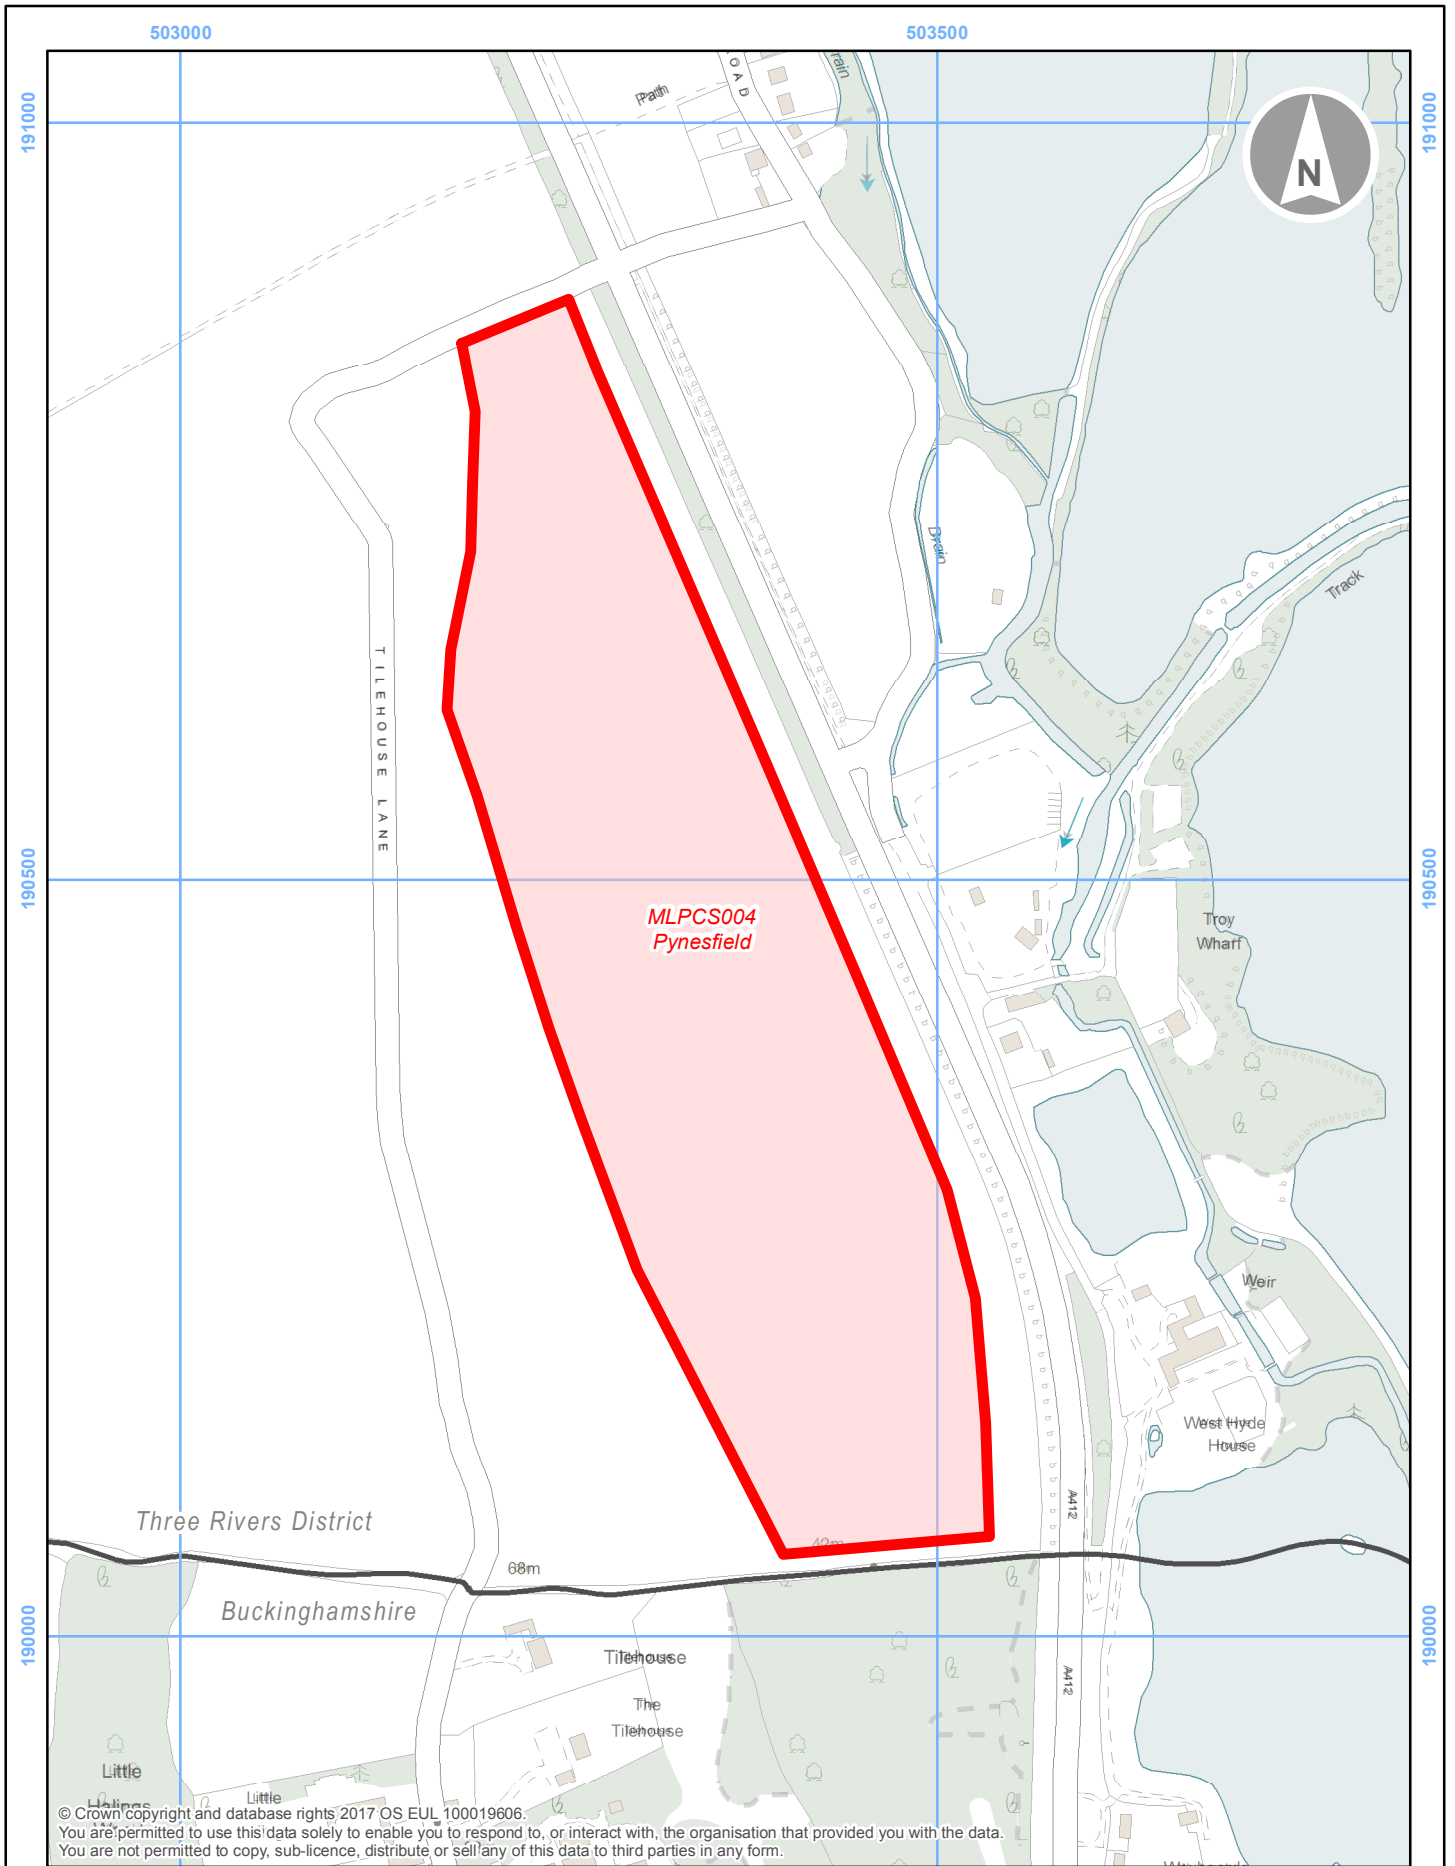 503000
503500
191000
191000
N
Path
OAD
rain
Drain
Track
TILEHOUSE LANE
190500
190500
MLPCS004
Pynesfield
Troy
Wharf
Weir
West Hyde
House
A412
Three Rivers District
42m
68m
Buckinghamshire
190000
190000
Tilehouse
The
Tilehouse
A412
Little
Halings
Little
© Crown copyright and database rights 2017 OS EUL 100019606.
You are permitted to use this data solely to enable you to respond to, or interact with, the organisation that provided you with the data.
You are not permitted to copy, sub-licence, distribute or sell any of this data to third parties in any form.